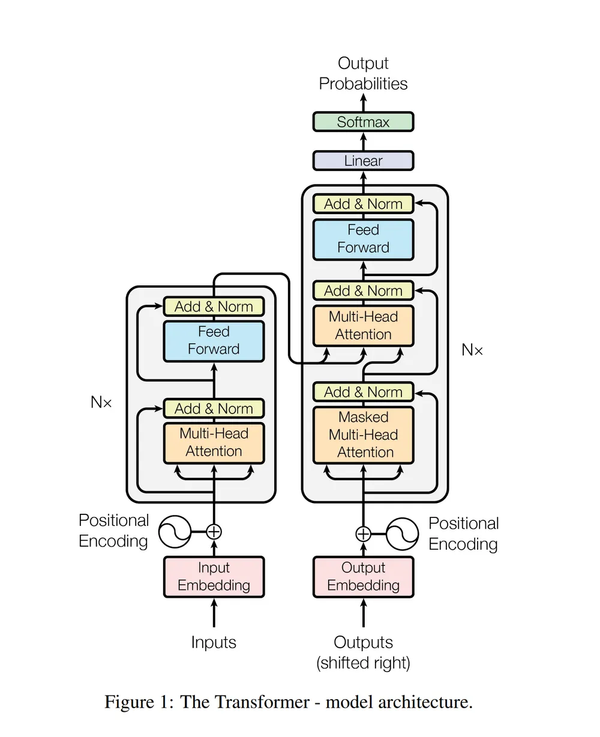 Output
Probabilities
Softmax
Linear
Add & Norm
Feed
Forward
Add & Norm
Multi-Head
Attention
Add & Norm
Masked
Multi-Head
Attention
N×
Add & Norm
Feed
Forward
Add & Norm
Multi-Head
Attention
N×
Positional
Encoding
Positional
Encoding
Input
Embedding
Output
Embedding
Inputs
Outputs
(shifted right)
Figure 1: The Transformer - model architecture.